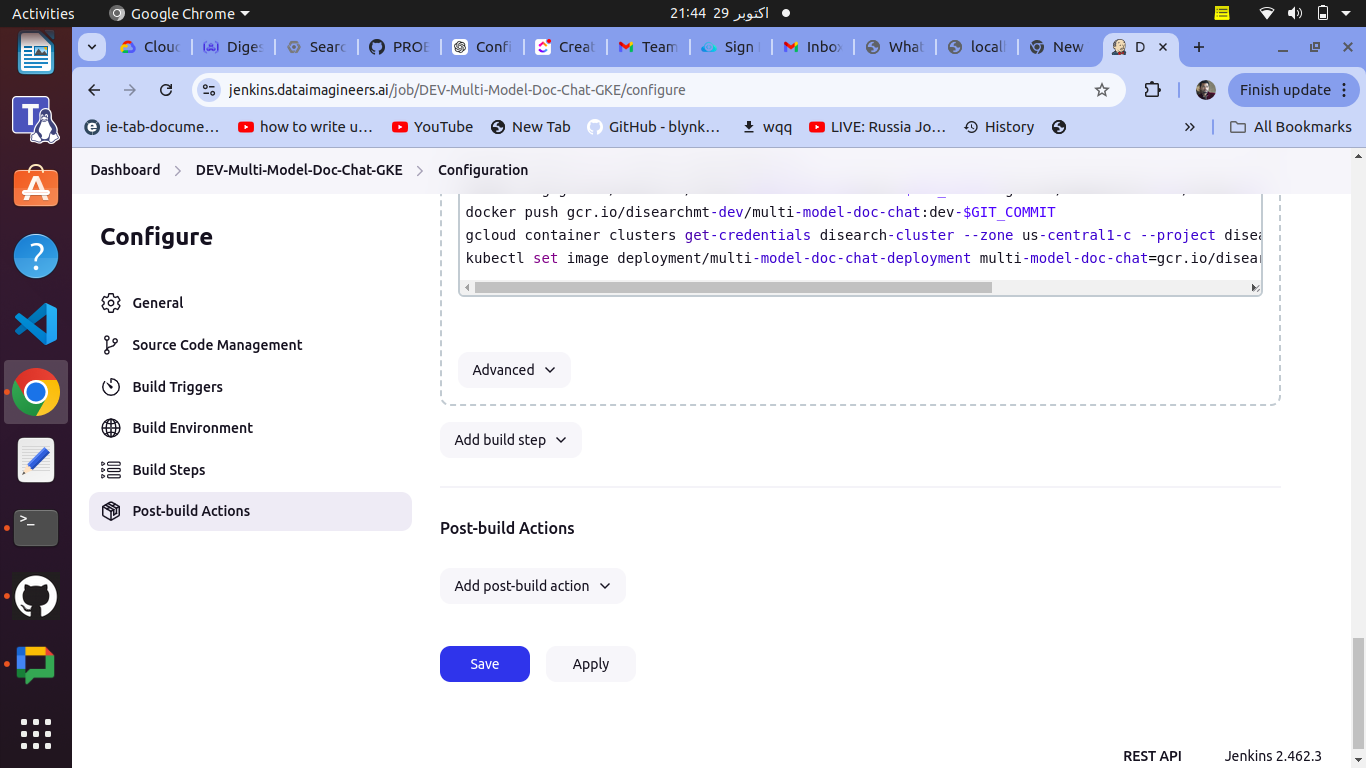 Activities
Google Chrome
21:44 29 اکتوبر
Clou
Diges
Searc
PROE
Confi
Creat
Team
Sign
Inbo
What
locall
New
D
jenkins.dataimagineers.ai/job/DEV-Multi-Model-Doc-Chat-GKE/configure
Finish update
ie-tab-docume…
how to write u…
YouTube
New Tab
GitHub - blynk…
wqq
LIVE: Russia Jo…
History
»
All Bookmarks
Dashboard
DEV-Multi-Model-Doc-Chat-GKE
Configuration
Configure
General
Source Code Management
Build Triggers
Build Environment
Build Steps
Post-build Actions
docker push gcr.io/disearchmt-dev/multi-model-doc-chat:dev-$GIT_COMMIT
gcloud container clusters get-credentials disearch-cluster --zone us-central1-c --project disea
kubectl set image deployment/multi-model-doc-chat-deployment multi-model-doc-chat=gcr.io/disear
Advanced
Add build step
Post-build Actions
Add post-build action
Save
Apply
REST API
Jenkins 2.462.3